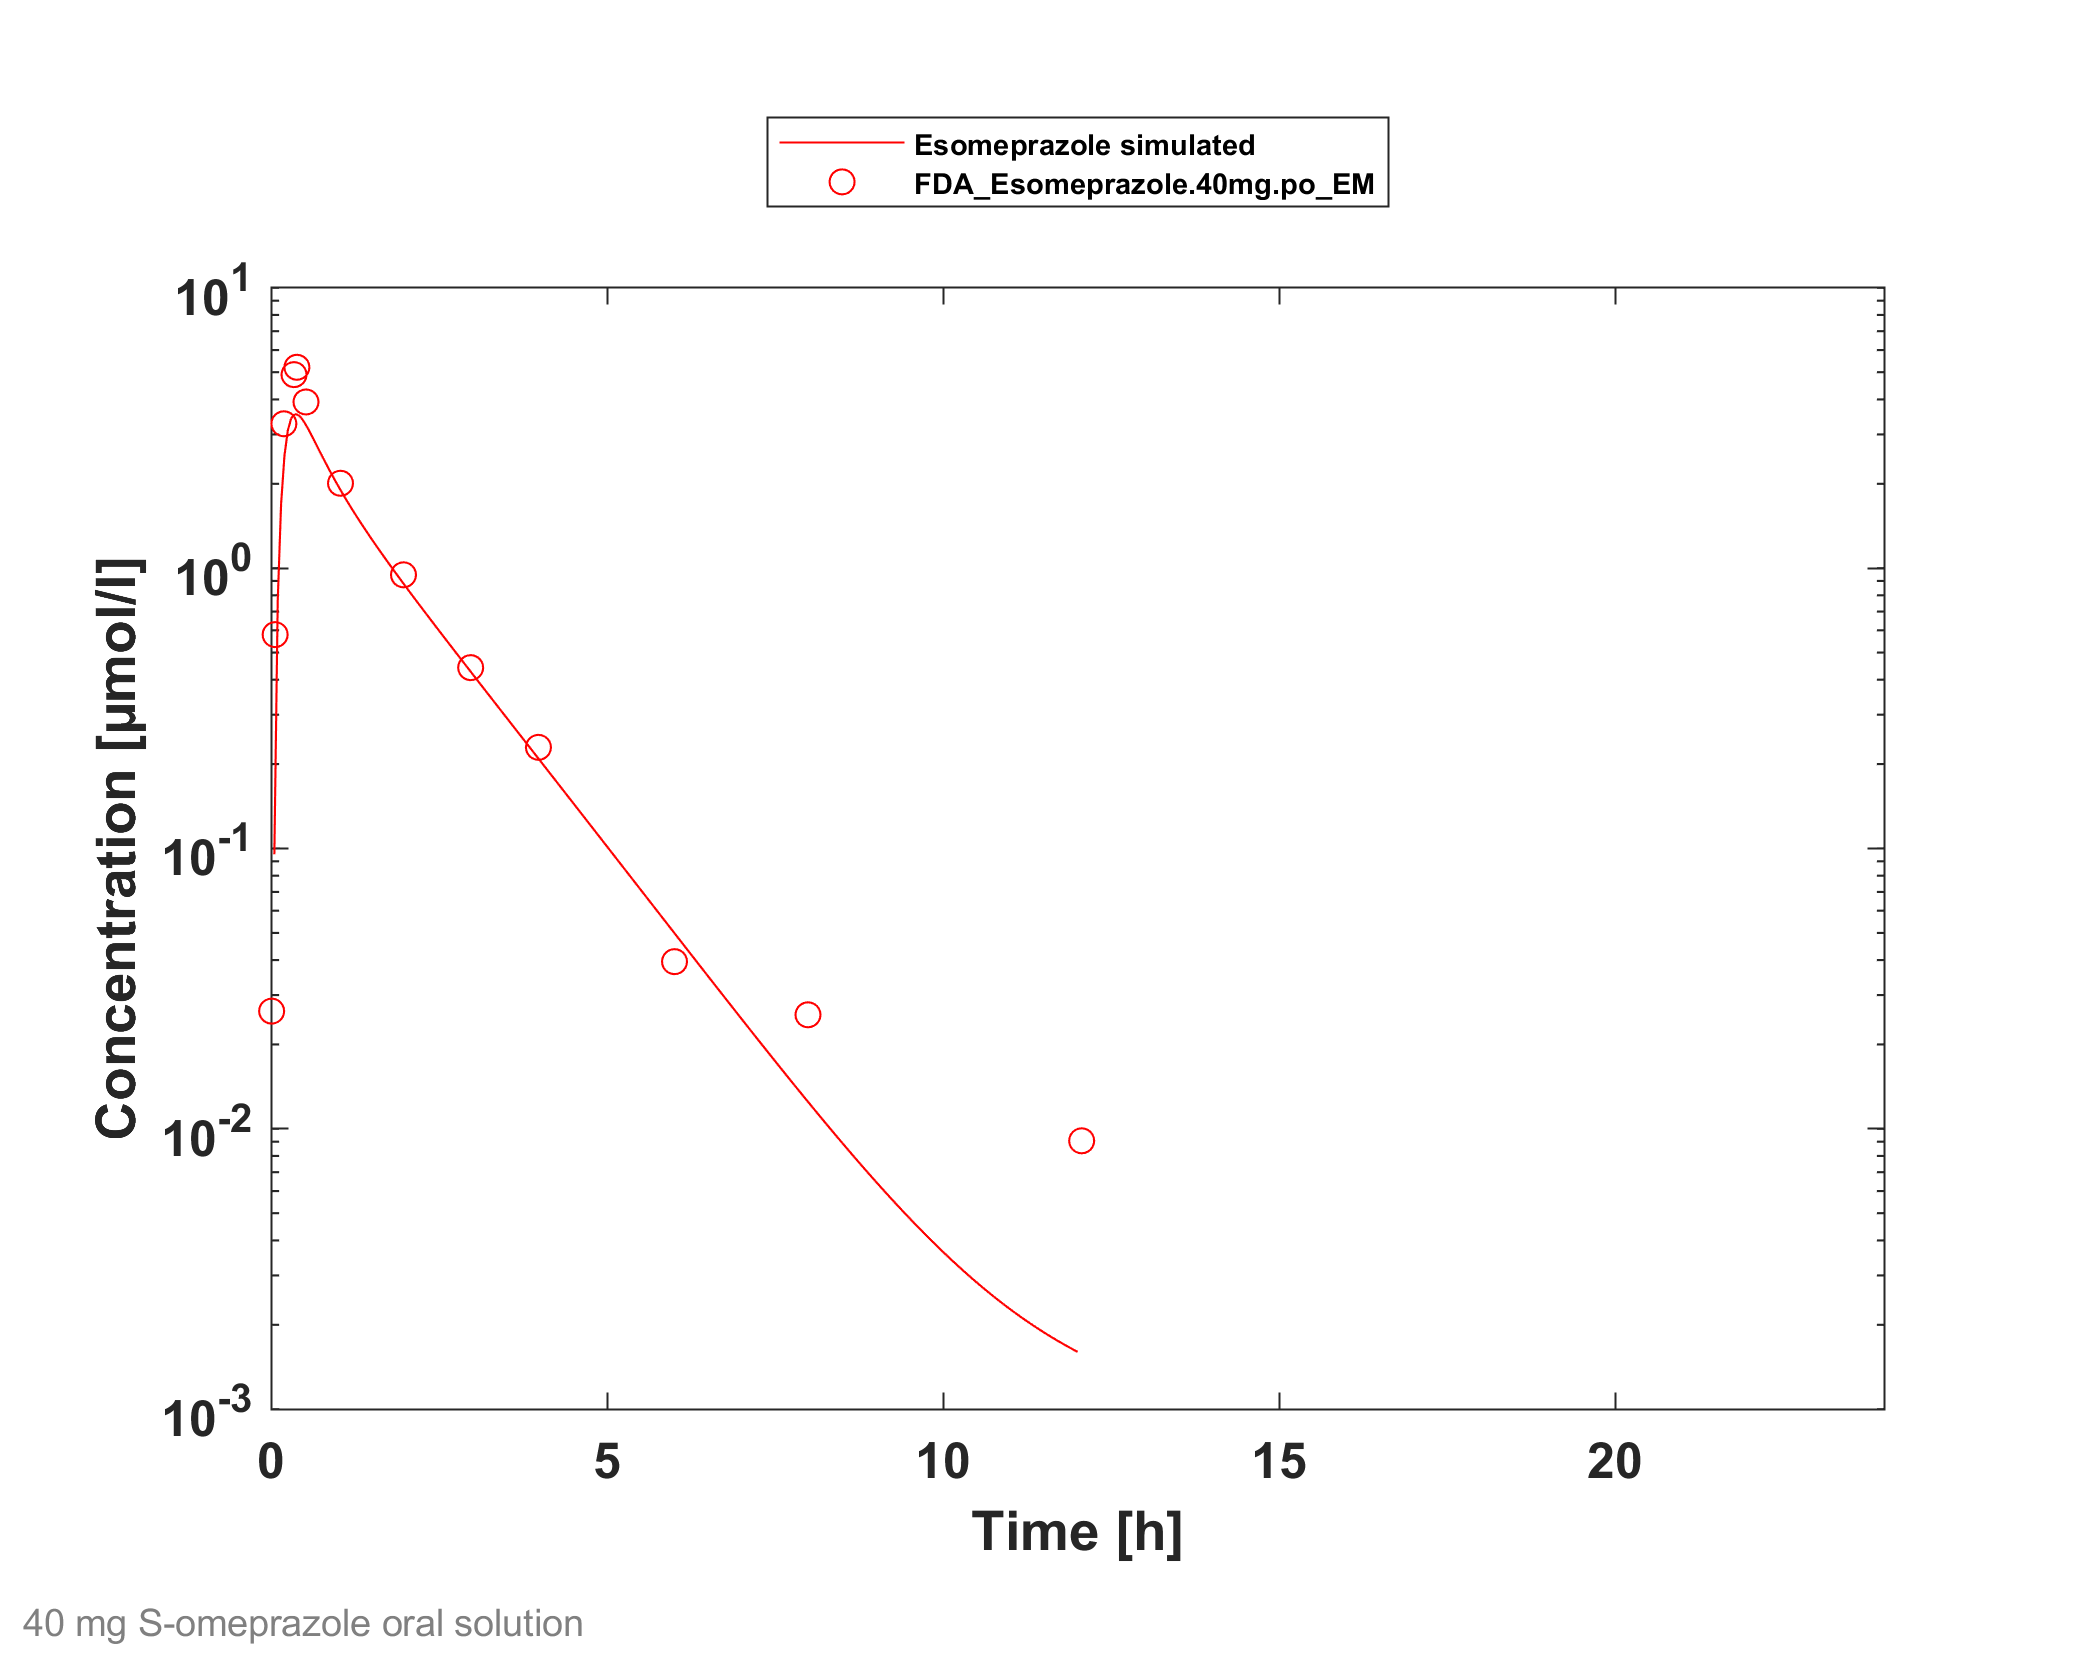 Esomeprazole simulated
FDA_Esomeprazole.40mg.po_EM
10^1
10^0
10^-1
10^-2
10^-3
Concentration [µmol/l]
0 5 10 15 20
Time [h]
40 mg S-omeprazole oral solution